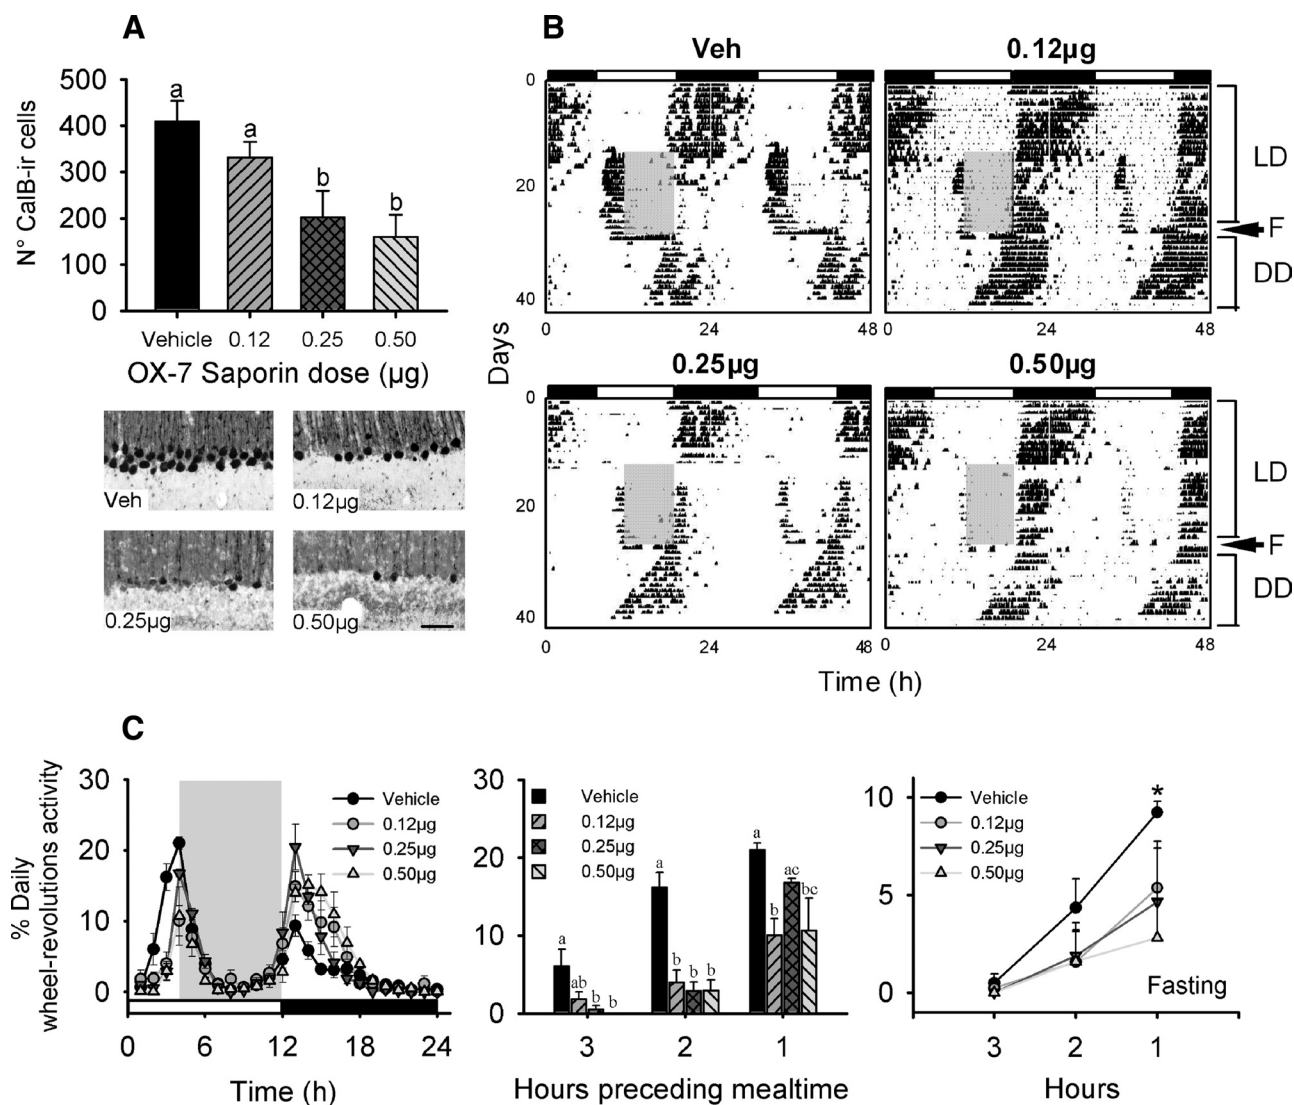 A
N° CalB-ir cells
500
400
300
200
100
0
a
a
b
b
Vehicle 0.12 0.25 0.50
OX-7 Saporin dose (µg)
Veh
0.12µg
0.25µg
0.50µg
B
Veh
0.12µg
0
20
40
0 24 48
0 24 48
LD
F
DD
Days
0.25µg
0.50µg
0
20
40
0 24 48
0 24 48
LD
F
DD
Time (h)
C
% Daily
wheel-revolutions activity
30
20
10
0
Vehicle
0.12µg
0.25µg
0.50µg
0 6 12 18 24
Time (h)
30
20
10
0
Vehicle
0.12µg
0.25µg
0.50µg
a
ab
b
b
a
b
b
b
a
b
ac
bc
3 2 1
Hours preceding mealtime
10
5
0
Vehicle
0.12µg
0.25µg
0.50µg
*
Fasting
3 2 1
Hours